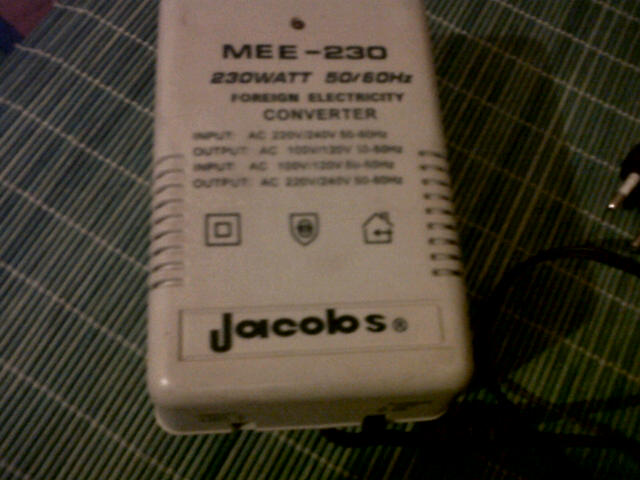 MEE-230
230WATT 50/60Hz
FOREIGN ELECTRICITY
CONVERTER
INPUT: AC 220V/240V 50-60Hz
OUTPUT: AC 100V/120V 50-60Hz
INPUT: AC 100V/120V 50-60Hz
OUTPUT: AC 220V/240V 50-60Hz
Jacobs®